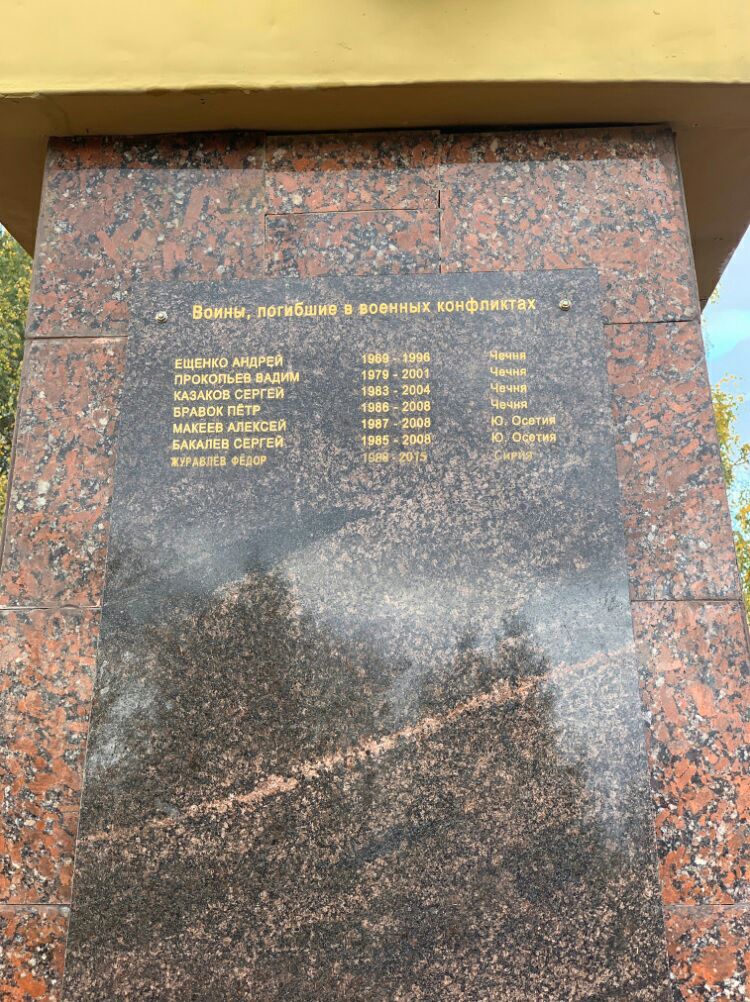 Воины, погибшие в военных конфликтах
ЕЩЕНКО АНДРЕЙ 1969 - 1996 Чечня
ПРОКОПЬЕВ ВАДИМ 1979 - 2001 Чечня
КАЗАКОВ СЕРГЕЙ 1983 - 2004 Чечня
БРАВОК ПЁТР 1986 - 2008 Чечня
МАКЕЕВ АЛЕКСЕЙ 1987 - 2008 Ю. Осетия
БАКАЛЕВ СЕРГЕЙ 1985 - 2008 Ю. Осетия
ЖУРАВЛЁВ ФЁДОР 1988 - 2015 Сирия